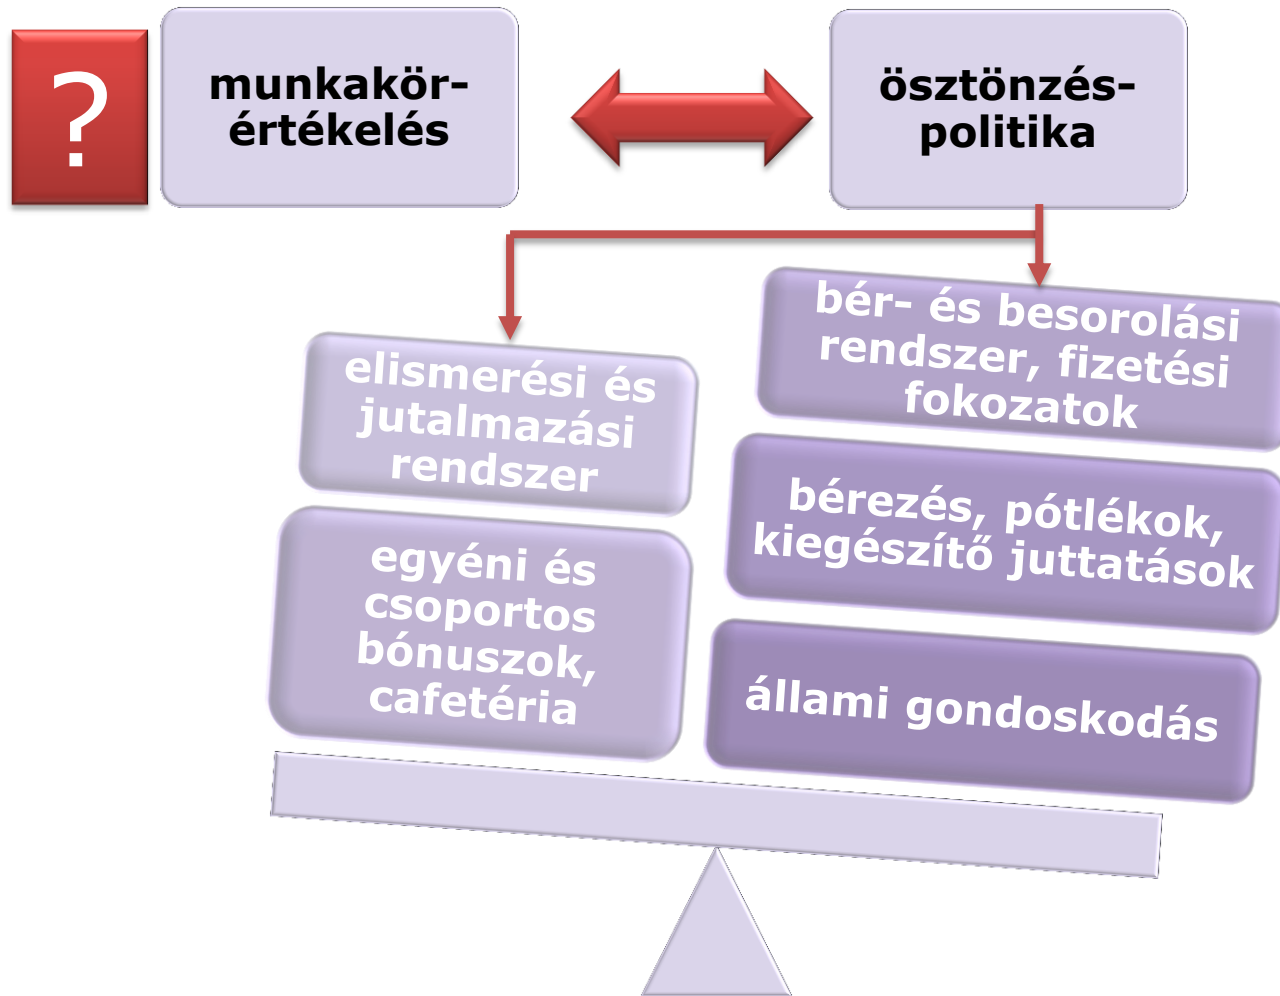 ?
munkakör-
értékelés
ösztönzés-
politika
elismerési és
jutalmazási
rendszer
egyéni és
csoportos
bónuszok,
cafetéria
bér- és besorolási
rendszer, fizetési
fokozatok
bérezés, pótlékok,
kiegészítő juttatások
állami gondoskodás